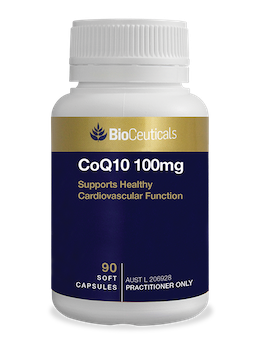 BioCeuticals
CoQ10 100mg
Supports Healthy
Cardiovascular Function
90
SOFT
CAPSULES
AUST L 206928
PRACTITIONER ONLY